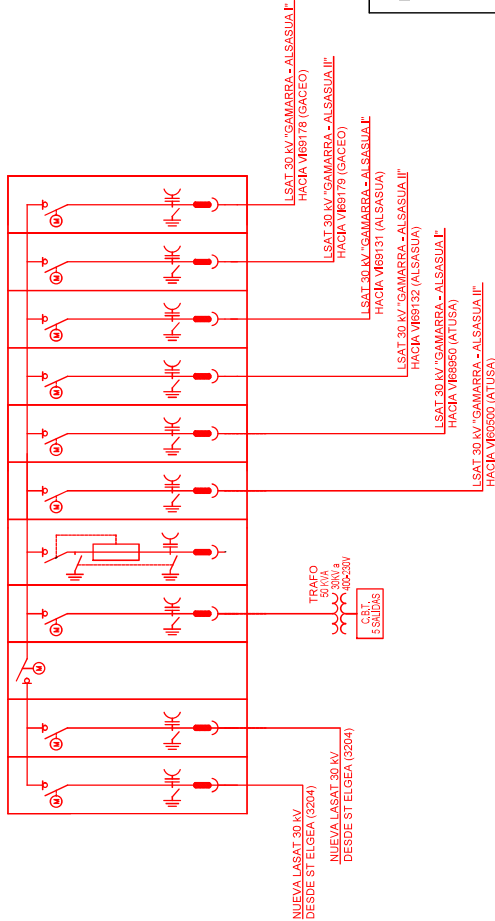 M
M
M
M
M
M
M
M
M
M
LSAT 30 kV "GAMARRA - ALSASUA I"
HACIA VI69178 (GACEO)
LSAT 30 kV "GAMARRA - ALSASUA II"
HACIA VI69179 (GACEO)
LSAT 30 kV "GAMARRA - ALSASUA I"
HACIA VI69131 (ALSASUA)
LSAT 30 kV "GAMARRA - ALSASUA II"
HACIA VI69132 (ALSASUA)
LSAT 30 kV "GAMARRA - ALSASUA I"
HACIA VI68950 (ATUSA)
LSAT 30 kV "GAMARRA - ALSASUA II"
HACIA VI60500 (ATUSA)
TRAFO
50 KVA
30KV a
400-230V
C.B.T.
5 SALIDAS
NUEVA LASAT 30 kV
DESDE ST ELGEA (3204)
NUEVA LASAT 30 kV
DESDE ST ELGEA (3204)